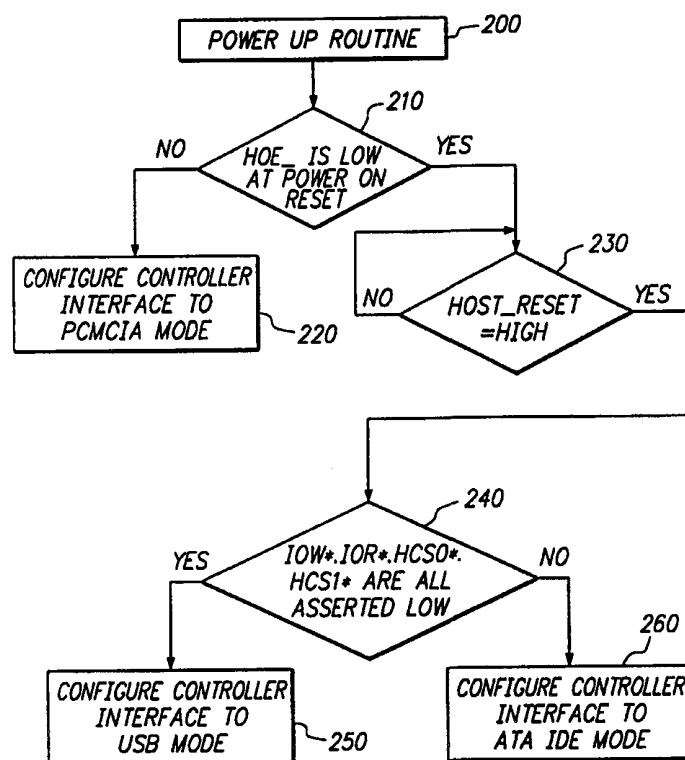 POWER UP ROUTINE
200
210
HOE_ IS LOW
AT POWER ON
RESET
NO
YES
CONFIGURE CONTROLLER
INTERFACE TO
PCMCIA MODE
220
230
HOST_RESET
=HIGH
NO
YES
240
IOW*.IOR*.HCS0*.
HCS1* ARE ALL
ASSERTED LOW
YES
NO
CONFIGURE CONTROLLER
INTERFACE TO
USB MODE
250
260
CONFIGURE CONTROLLER
INTERFACE TO
ATA IDE MODE